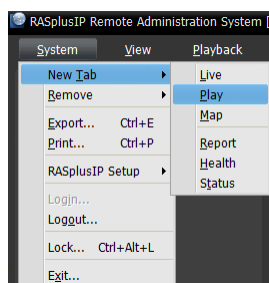 RASplusIP Remote Administration System [
System View Playback
New Tab
Remove
Export... Ctrl+E
Print... Ctrl+P
RASplusIP Setup
Login...
Logout...
Lock... Ctrl+Alt+L
Exit...
Live
Play
Map
Report
Health
Status